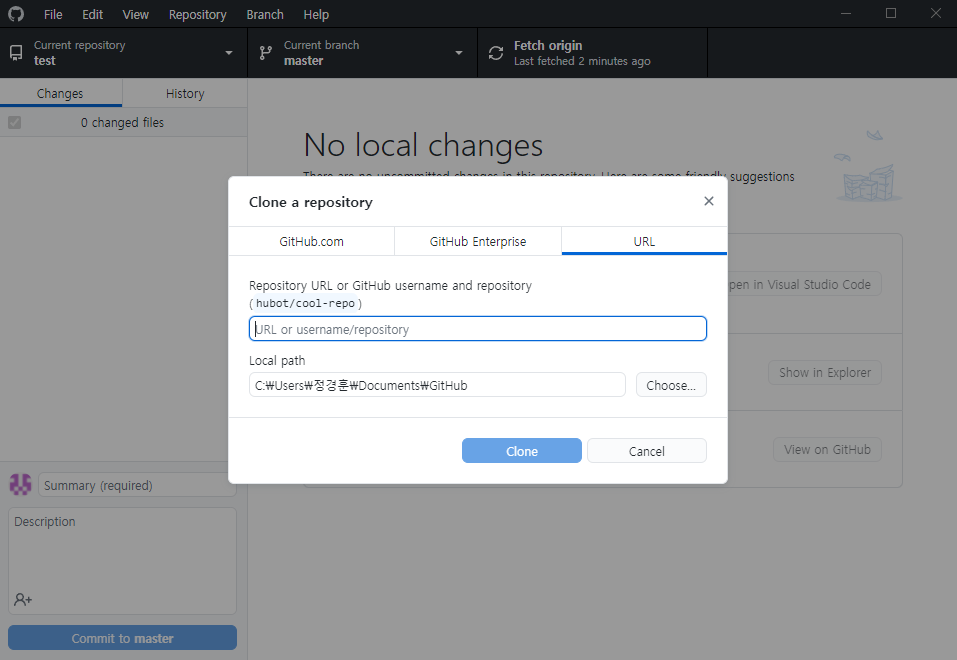 File Edit View Repository Branch Help
Current repository
test
Current branch
master
Fetch origin
Last fetched 2 minutes ago
Changes
History
0 changed files
No local changes
There are no uncommitted changes in this repository. Here are some friendly suggestions
Clone a repository
GitHub.com
GitHub Enterprise
URL
Repository URL or GitHub username and repository
(hubot/cool-repo)
URL or username/repository
Local path
C:₩Users₩정경훈₩Documents₩GitHub
Choose...
Clone
Cancel
in Visual Studio Code
Show in Explorer
View on GitHub
Summary (required)
Description
Commit to master